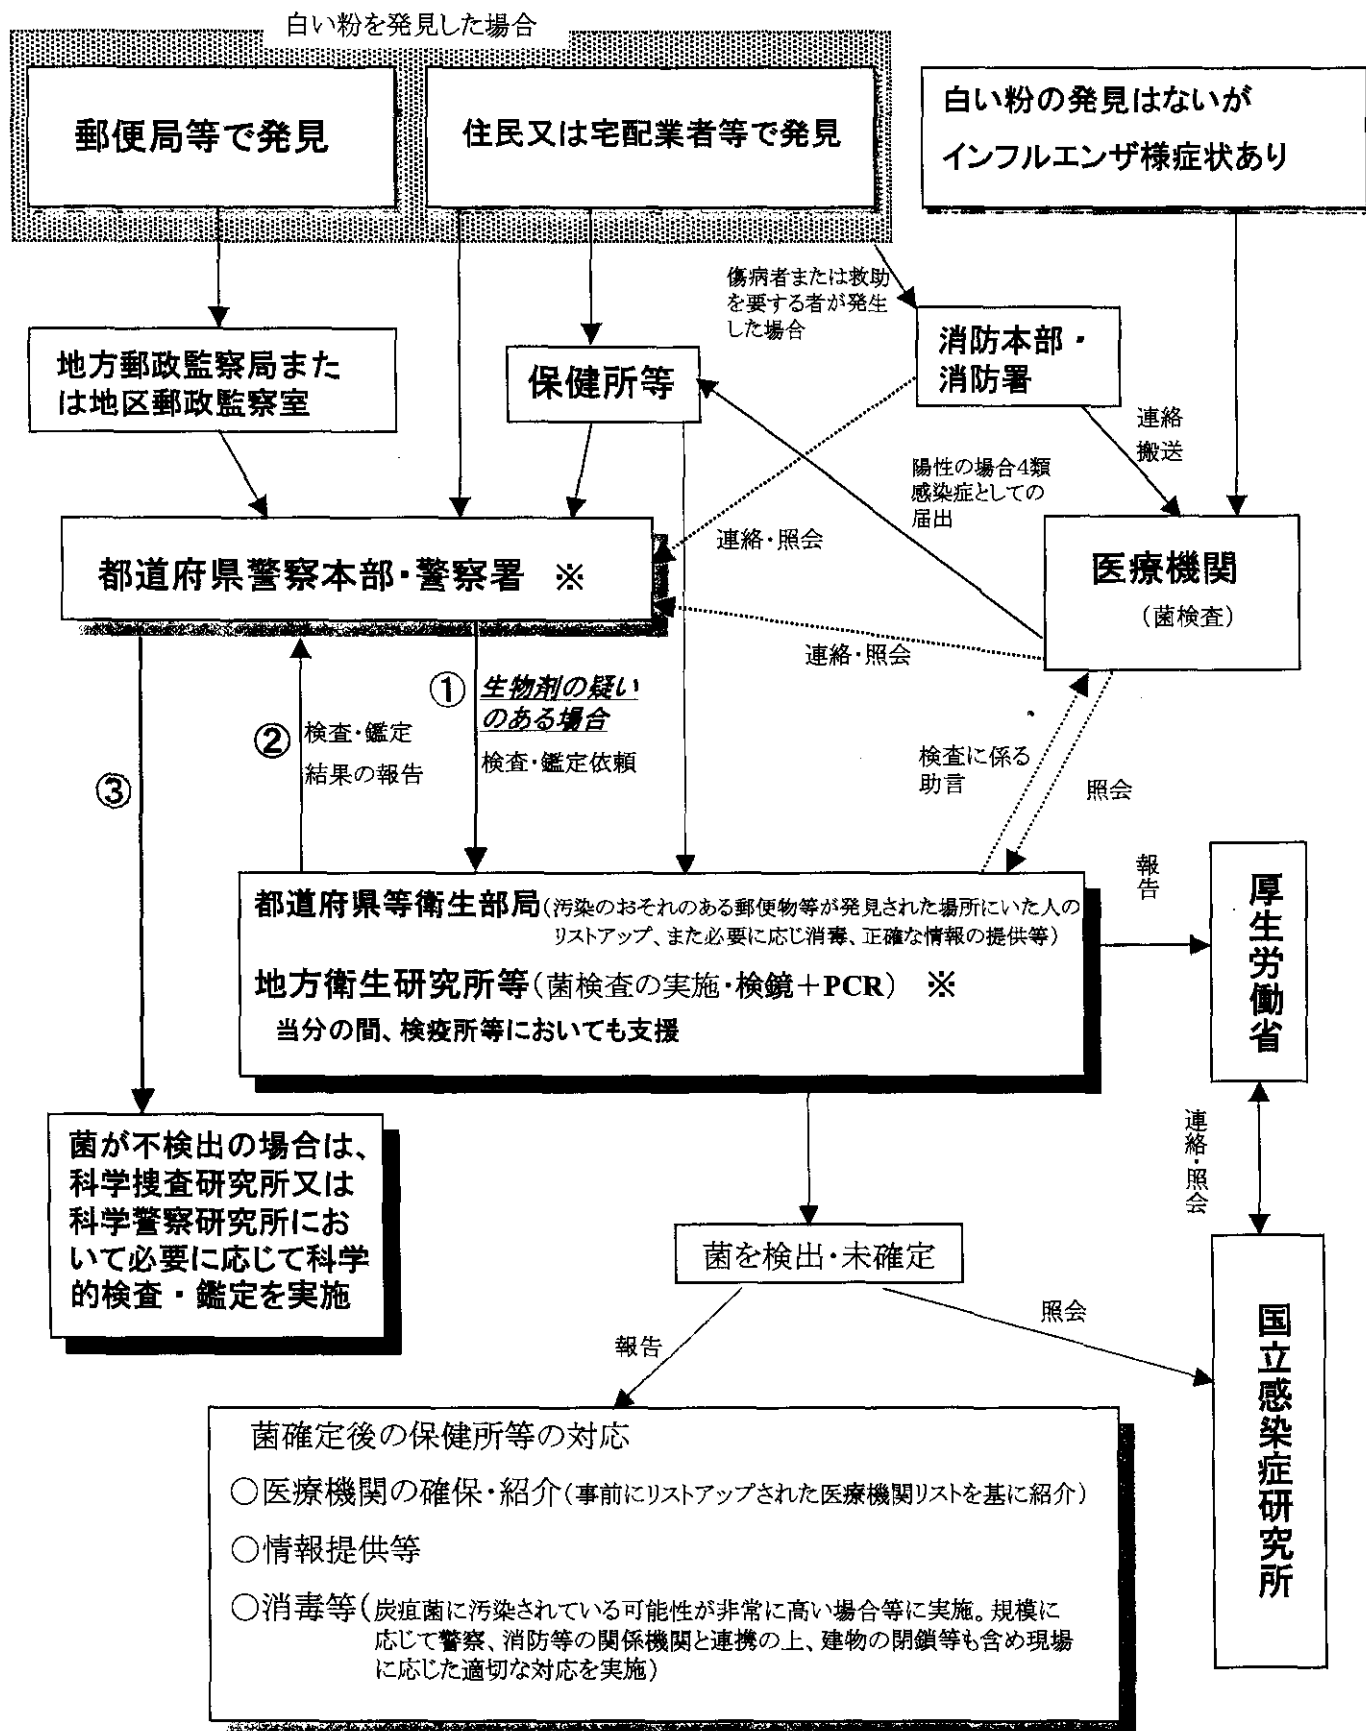 白い粉を発見した場合
郵便局等で発見
住民又は宅配業者等で発見
白い粉の発見はないが
インフルエンザ様症状あり
傷病者または救助
を要する者が発生
した場合
地方郵政監察局また
は地区郵政監察室
保健所等
消防本部・
消防署
連絡
搬送
陽性の場合4類
感染症としての
届出
都道府県警察本部・警察署 ※
連絡・照会
医療機関
(菌検査)
連絡・照会
① 生物剤の疑い
のある場合
検査・鑑定依頼
② 検査・鑑定
結果の報告
③
検査に係る
助言
照会
都道府県等衛生部局(汚染のおそれのある郵便物等が発見された場所にいた人の
リストアップ、また必要に応じ消毒、正確な情報の提供等)
地方衛生研究所等(菌検査の実施・検鏡+PCR) ※
当分の間、検疫所等においても支援
報告
厚生労働省
連絡・照会
菌が不検出の場合は、
科学捜査研究所又は
科学警察研究所にお
いて必要に応じて科学
的検査・鑑定を実施
菌を検出・未確定
報告
照会
国立感染症研究所
菌確定後の保健所等の対応
○医療機関の確保・紹介(事前にリストアップされた医療機関リストを基に紹介)
○情報提供等
○消毒等(炭疽菌に汚染されている可能性が非常に高い場合等に実施。規模に
応じて警察、消防等の関係機関と連携の上、建物の閉鎖等も含め現場
に応じた適切な対応を実施)